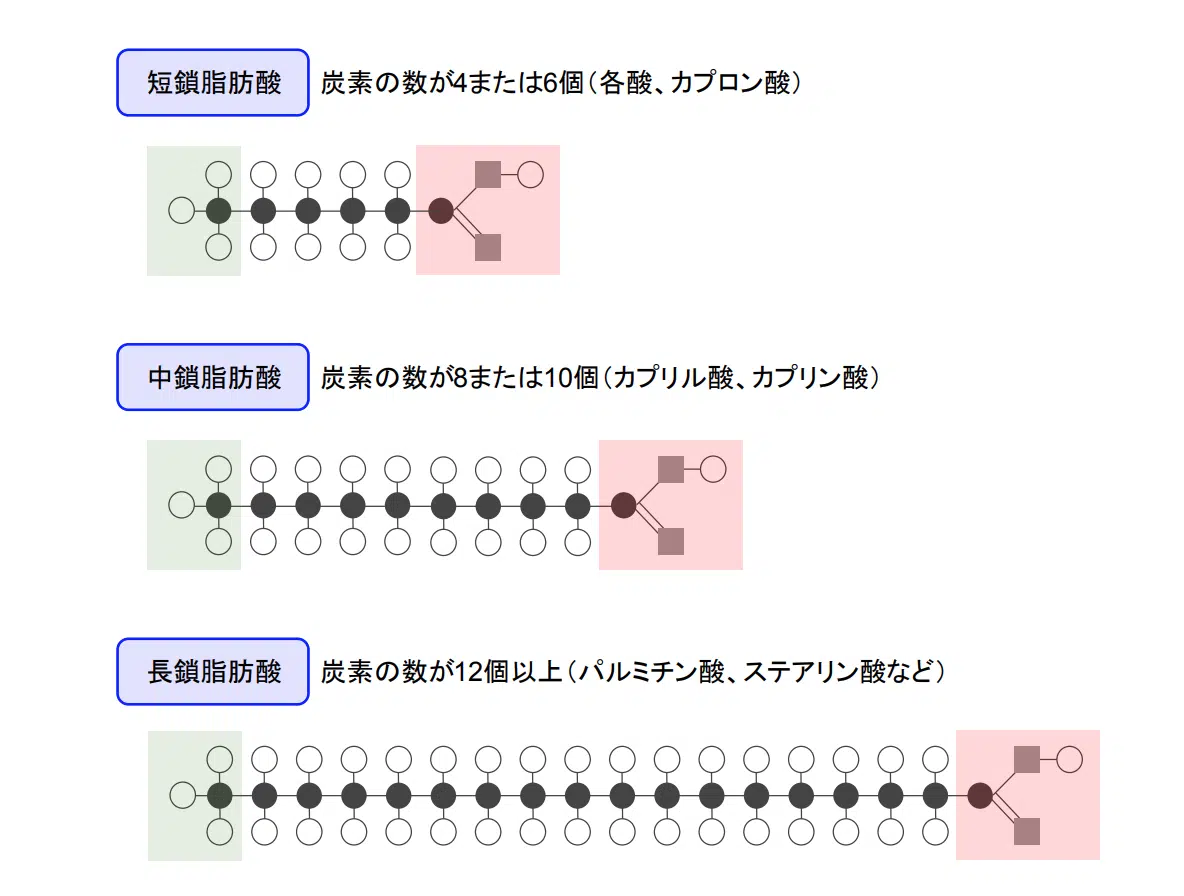 短鎖脂肪酸 炭素の数が4または6個（各酸、カプロン酸）
中鎖脂肪酸 炭素の数が8または10個（カプリル酸、カプリン酸）
長鎖脂肪酸 炭素の数が12個以上（パルミチン酸、ステアリン酸など）